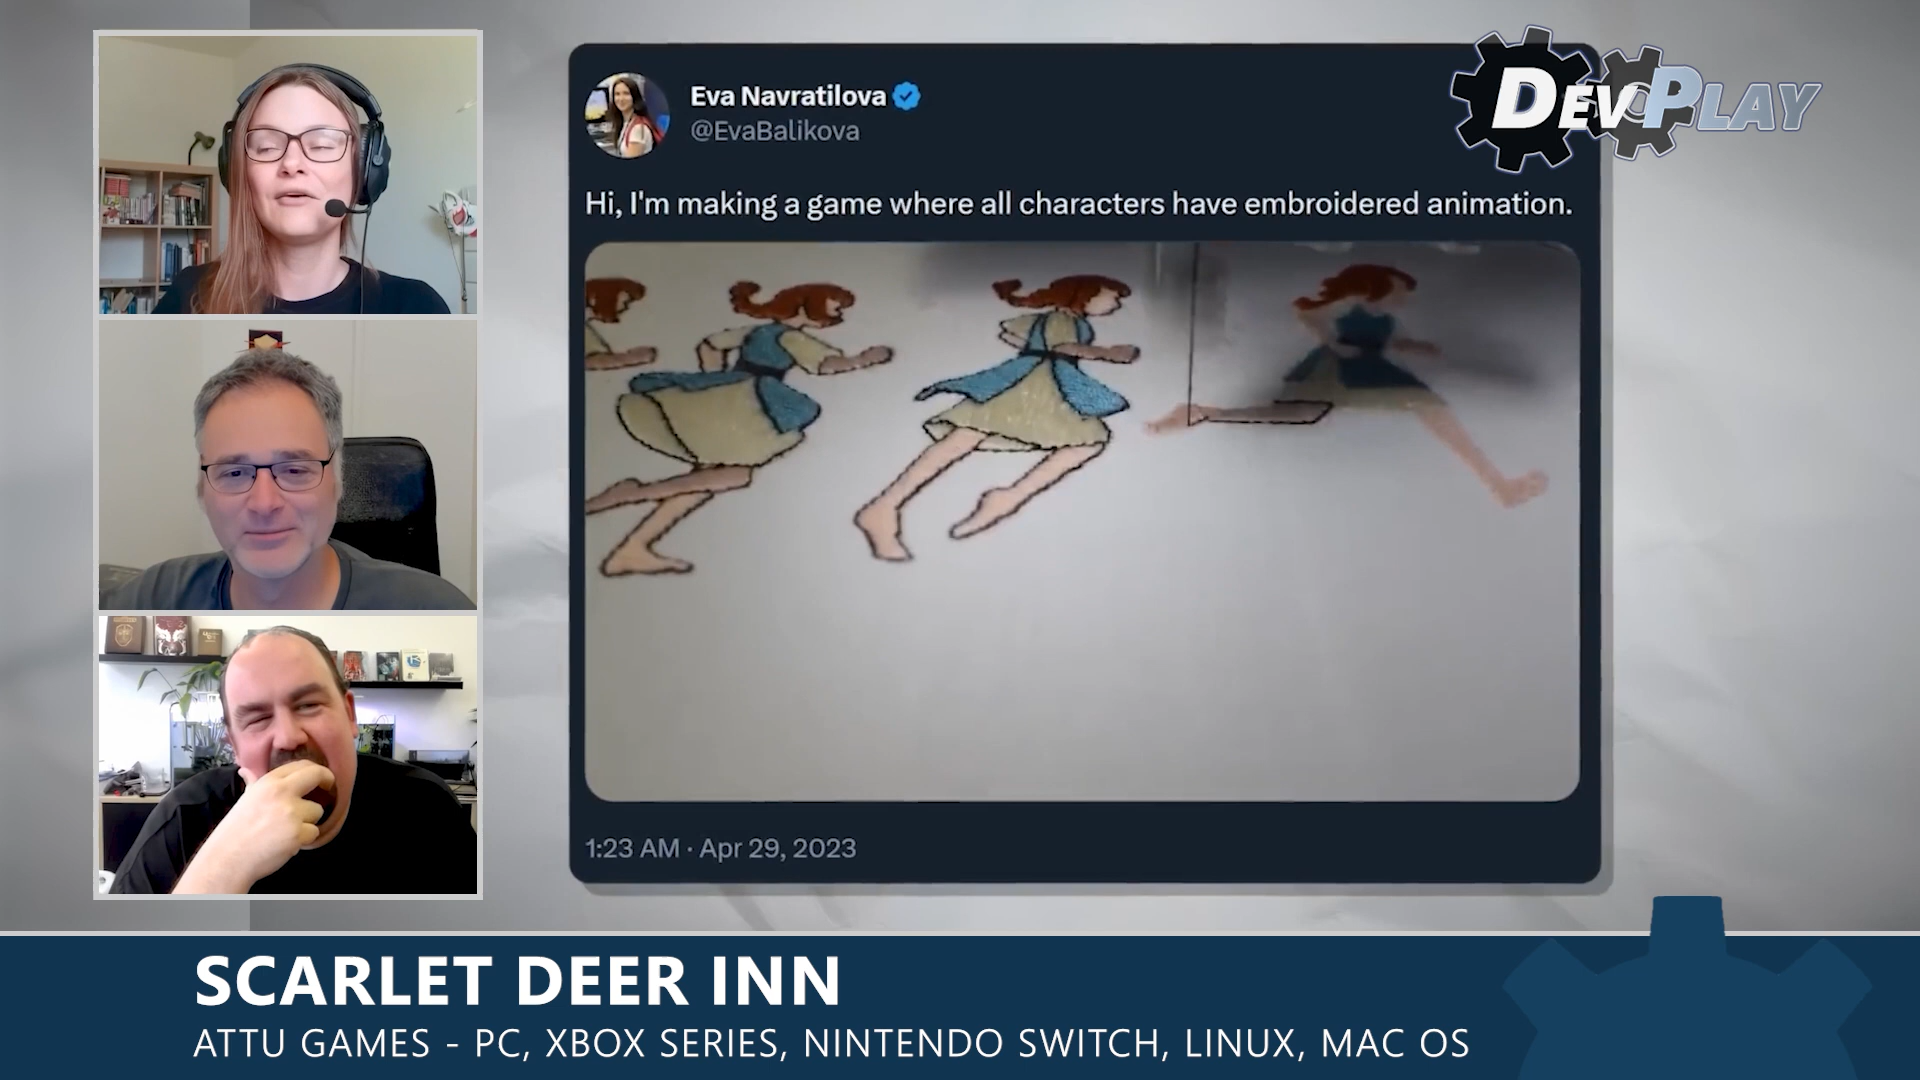 Eva Navratilova
@EvaBalikova
DEVPLAY
Hi, I'm making a game where all characters have embroidered animation.
1:23 AM · Apr 29, 2023
SCARLET DEER INN
ATTU GAMES - PC, XBOX SERIES, NINTENDO SWITCH, LINUX, MAC OS